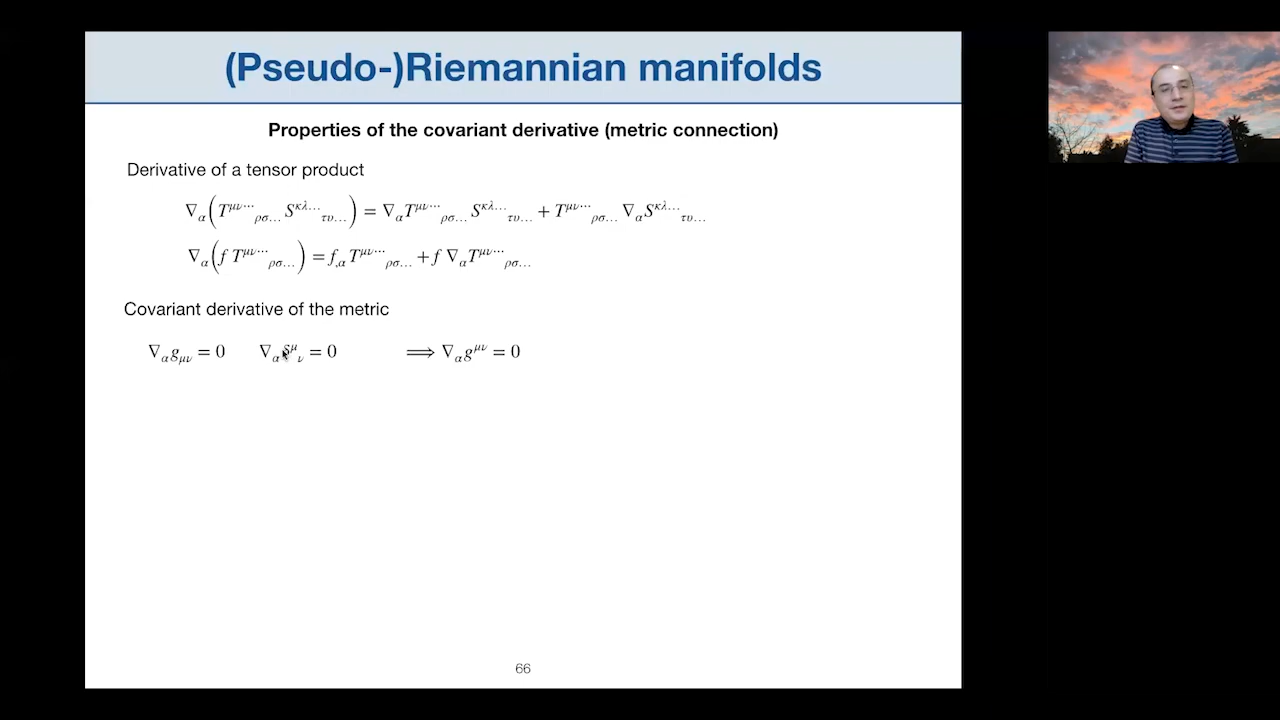 (Pseudo-)Riemannian manifolds
Properties of the covariant derivative (metric connection)
Derivative of a tensor product
∇_α(T^{μν⋯}_{ρσ…} S^{κλ…}_{τυ…}) = ∇_α T^{μν⋯}_{ρσ…} S^{κλ…}_{τυ…} + T^{μν⋯}_{ρσ…} ∇_α S^{κλ…}_{τυ…}
∇_α(f T^{μν⋯}_{ρσ…}) = f_{,α} T^{μν⋯}_{ρσ…} + f ∇_α T^{μν⋯}_{ρσ…}
Covariant derivative of the metric
∇_α g_{μν} = 0 ∇_α δ^μ_ν = 0 ⟹ ∇_α g^{μν} = 0
66